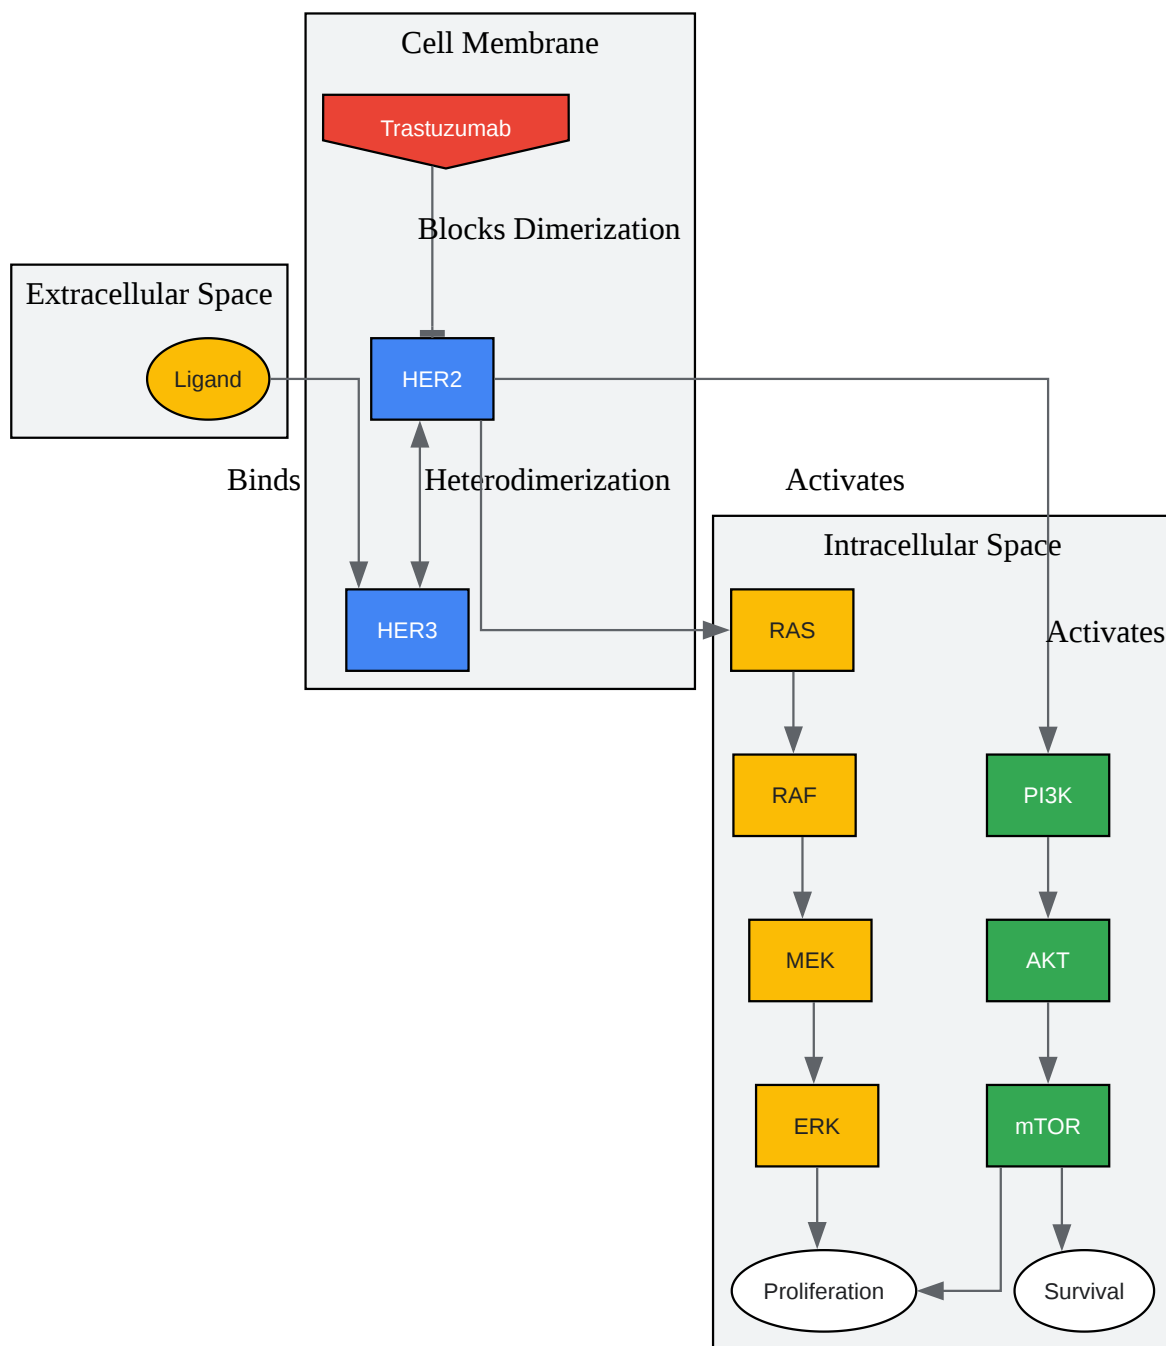 Cell Membrane
Trastuzumab
Blocks Dimerization
Extracellular Space
Ligand
HER2
Binds
Heterodimerization
Activates
Intracellular Space
HER3
RAS
Activates
RAF
PI3K
MEK
AKT
ERK
mTOR
Proliferation
Survival